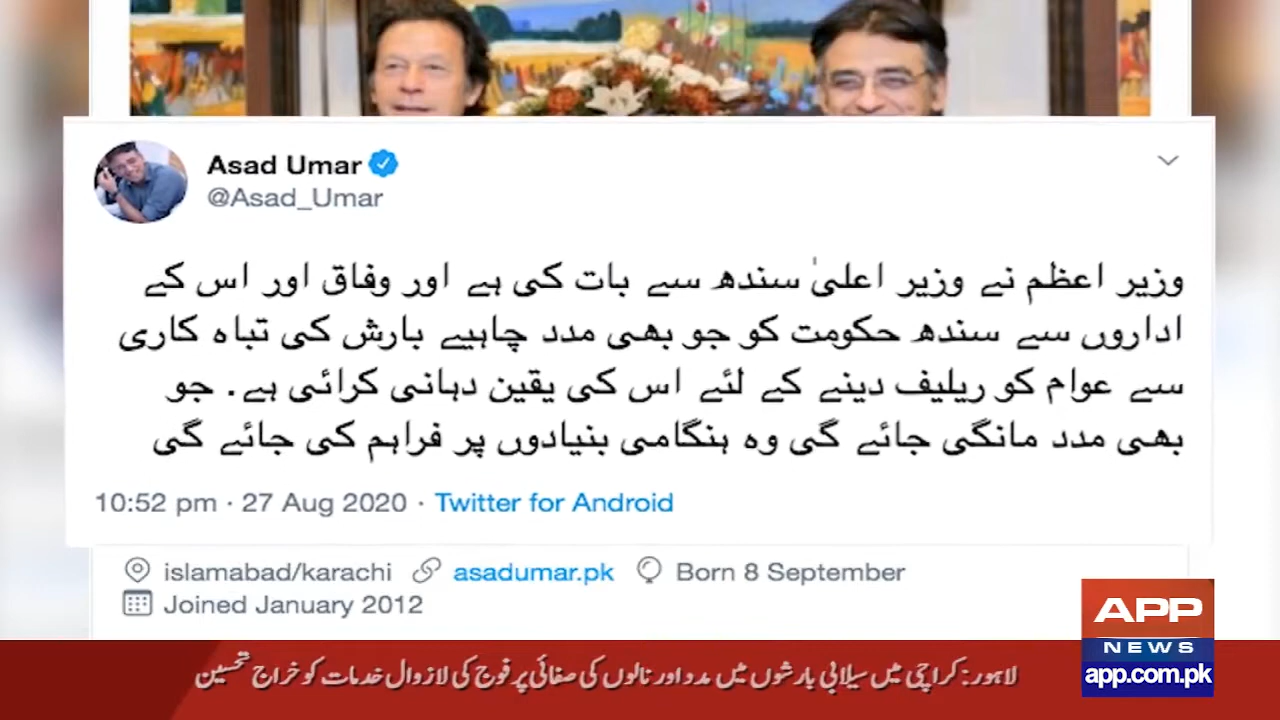 Asad Umar
@Asad_Umar
وزیر اعظم نے وزیر اعلیٰ سندھ سے بات کی ہے اور وفاق اور اس کے
اداروں سے سندھ حکومت کو جو بھی مدد چاہیے بارش کی تباہ کاری
سے عوام کو ریلیف دینے کے لئے اس کی یقین دہانی کرائی ہے. جو
بھی مدد مانگی جائے گی وہ ہنگامی بنیادوں پر فراہم کی جائے گی
10:52 pm · 27 Aug 2020 · Twitter for Android
islamabad/karachi asadumar.pk Born 8 September
Joined January 2012
APP
NEWS
app.com.pk
لاہور: کراچی میں سیلابی بارشوں میں مدد اور نالوں کی صفائی پر فوج کی لازوال خدمات کو خراج تحسین